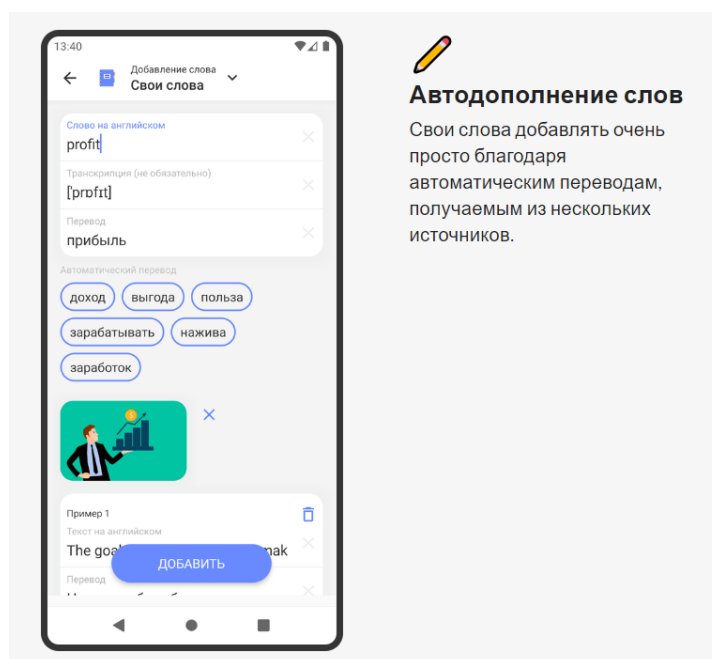 13:40
Добавление слова
Свои слова
Слово на английском
profit
Транскрипция (не обязательно)
['prɒfɪt]
Перевод
прибыль
Автоматический перевод
доход выгода польза
зарабатывать нажива
заработок
Пример 1
Текст на английском
The goal
ДОБАВИТЬ
Перевод
Автодополнение слов
Свои слова добавлять очень
просто благодаря
автоматическим переводам,
получаемым из нескольких
источников.